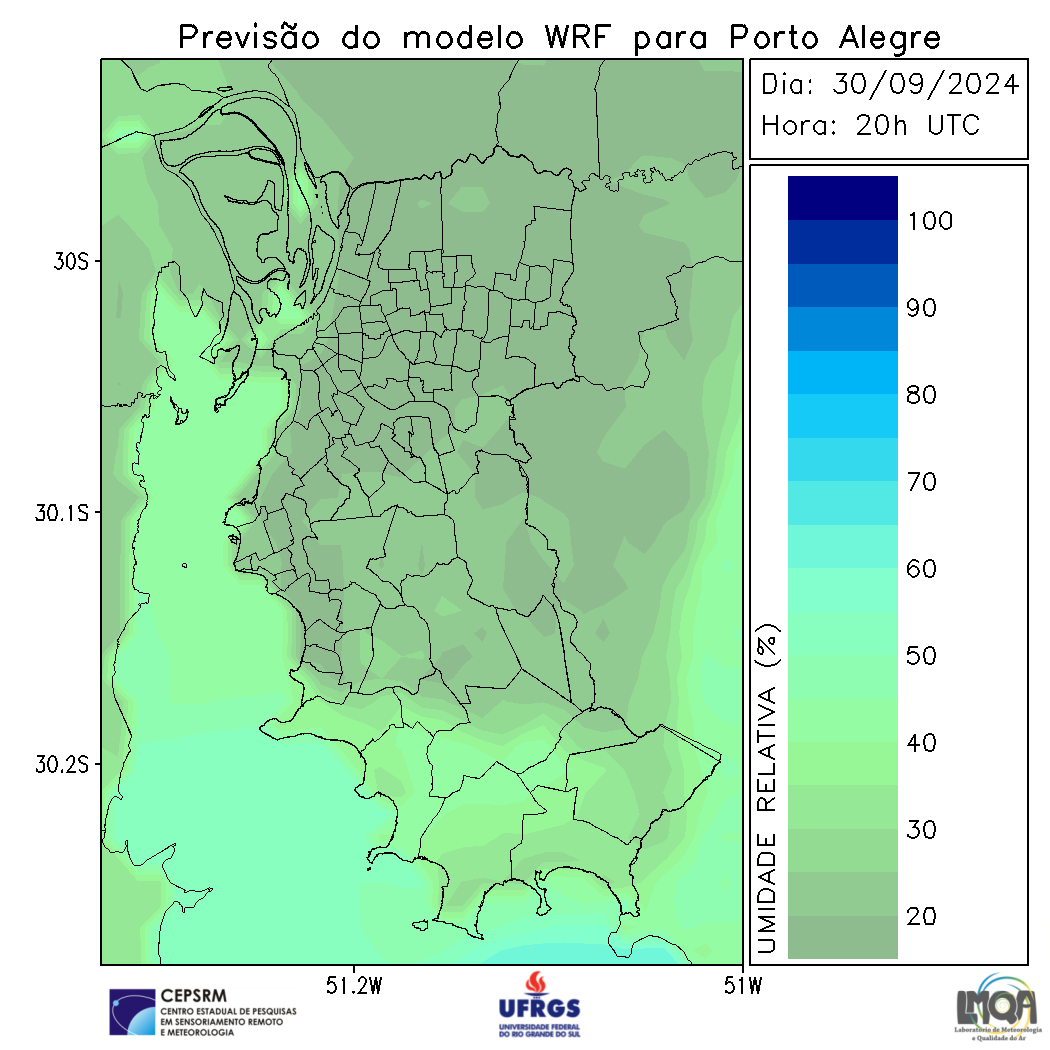 Previsão do modelo WRF para Porto Alegre
Dia: 30/09/2024
Hora: 20h UTC
30S
30.1S
30.2S
51.2W
51W
UMIDADE RELATIVA (%)
100
90
80
70
60
50
40
30
20
CEPSRM
CENTRO ESTADUAL DE PESQUISAS
EM SENSORIAMENTO REMOTO
E METEOROLOGIA
UFRGS
UNIVERSIDADE FEDERAL
DO RIO GRANDE DO SUL
LMQA
Laboratório de Meteorologia
e Qualidade do Ar